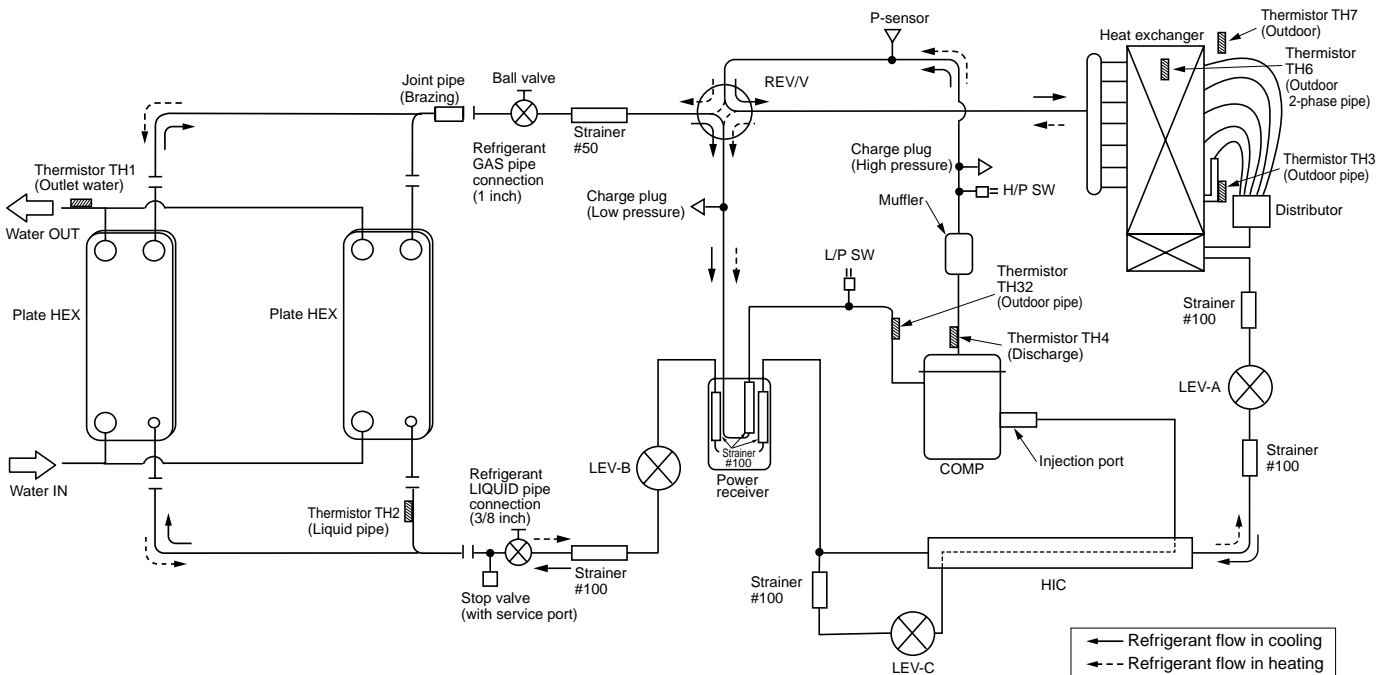 P-sensor
Thermistor TH7
(Outdoor)
Heat exchanger
Thermistor
TH6
(Outdoor
2-phase pipe)
Ball valve
Joint pipe
(Brazing)
REV/V
Strainer
#50
Refrigerant
GAS pipe
connection
(1 inch)
Charge plug
(High pressure)
Thermistor TH3
(Outdoor pipe)
Thermistor TH1
(Outlet water)
H/P SW
Charge plug
(Low pressure)
Muffler
Distributor
Water OUT
L/P SW
Thermistor
TH32
(Outdoor pipe)
Plate HEX
Plate HEX
Strainer
#100
Thermistor TH4
(Discharge)
LEV-A
Strainer
#100
Power
receiver
LEV-B
COMP
Injection port
Strainer
#100
Water IN
Refrigerant
LIQUID pipe
connection
(3/8 inch)
Thermistor TH2
(Liquid pipe)
Strainer
#100
Stop valve
(with service port)
Strainer
#100
HIC
LEV-C
Refrigerant flow in cooling
Refrigerant flow in heating